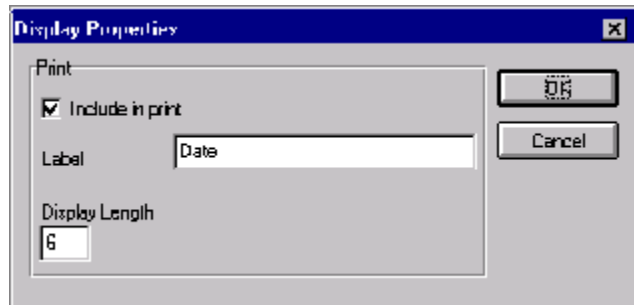 Display Properties
Print
Include in print
OK
Label
Date
Cancel
Display Length
6